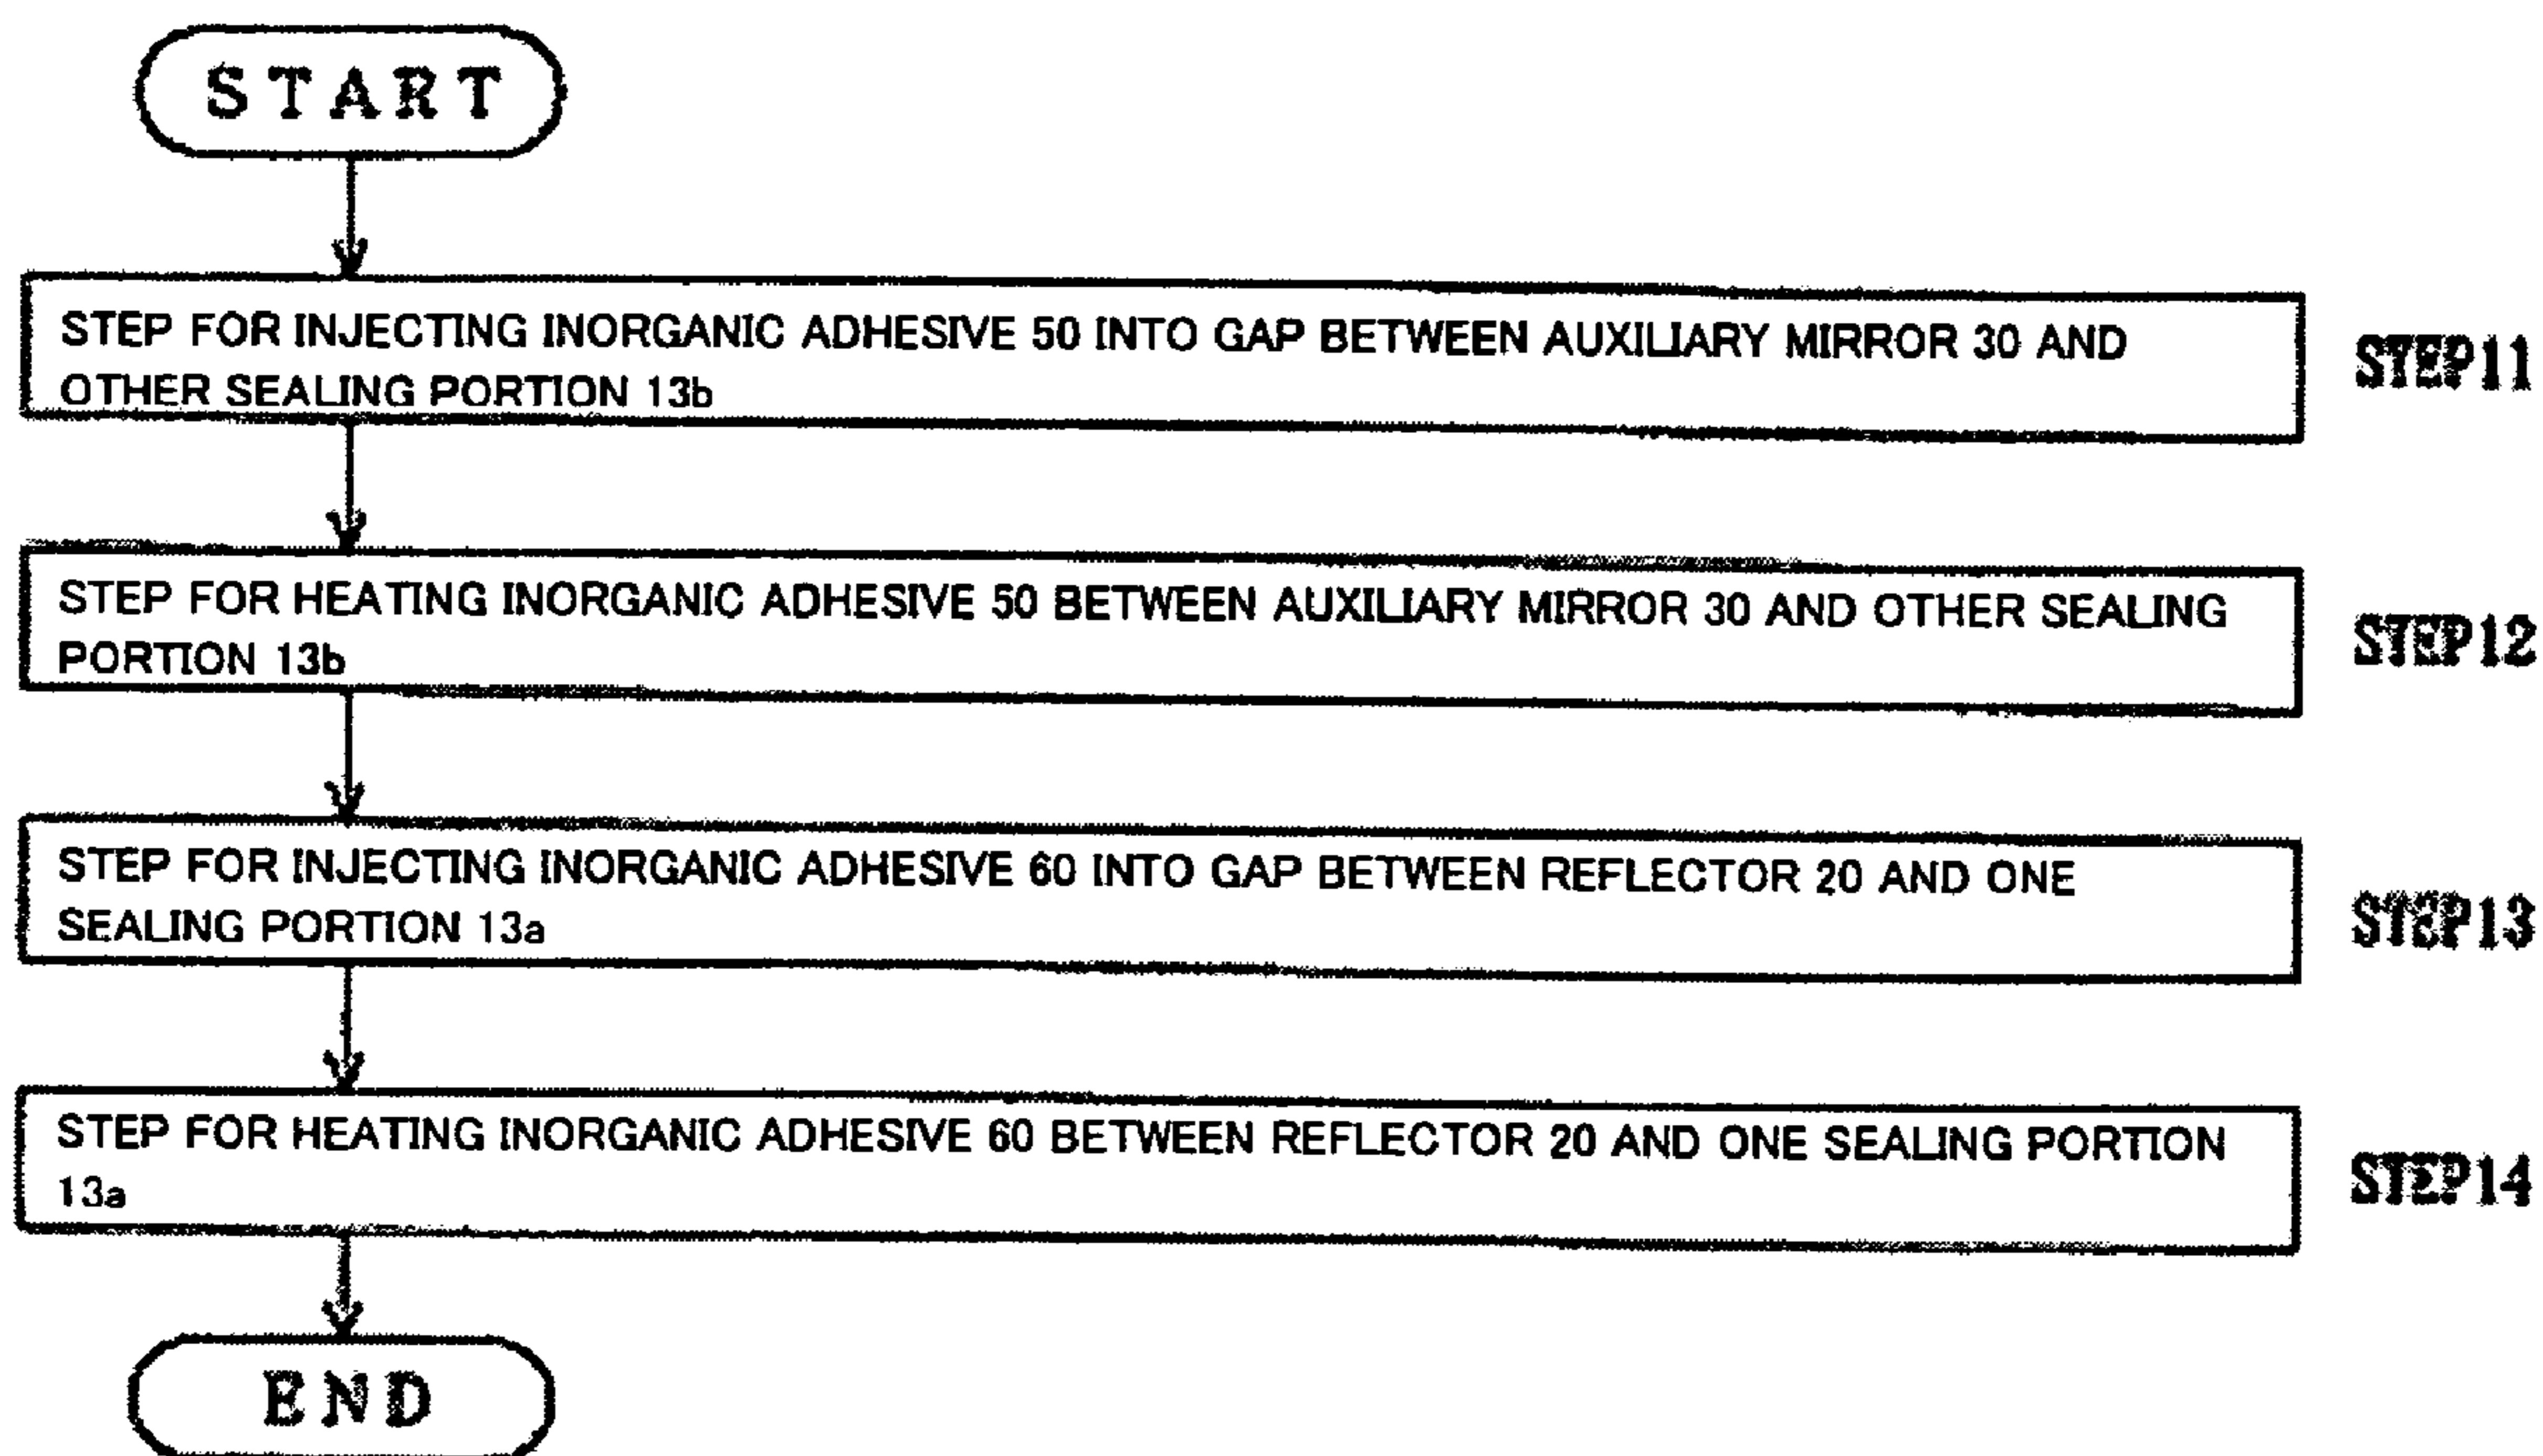 START
STEP FOR INJECTING INORGANIC ADHESIVE 50 INTO GAP BETWEEN AUXILIARY MIRROR 30 AND
OTHER SEALING PORTION 13b
STEP11
STEP FOR HEATING INORGANIC ADHESIVE 50 BETWEEN AUXILIARY MIRROR 30 AND OTHER SEALING
PORTION 13b
STEP12
STEP FOR INJECTING INORGANIC ADHESIVE 60 INTO GAP BETWEEN REFLECTOR 20 AND ONE
SEALING PORTION 13a
STEP13
STEP FOR HEATING INORGANIC ADHESIVE 60 BETWEEN REFLECTOR 20 AND ONE SEALING PORTION
13a
STEP14
END